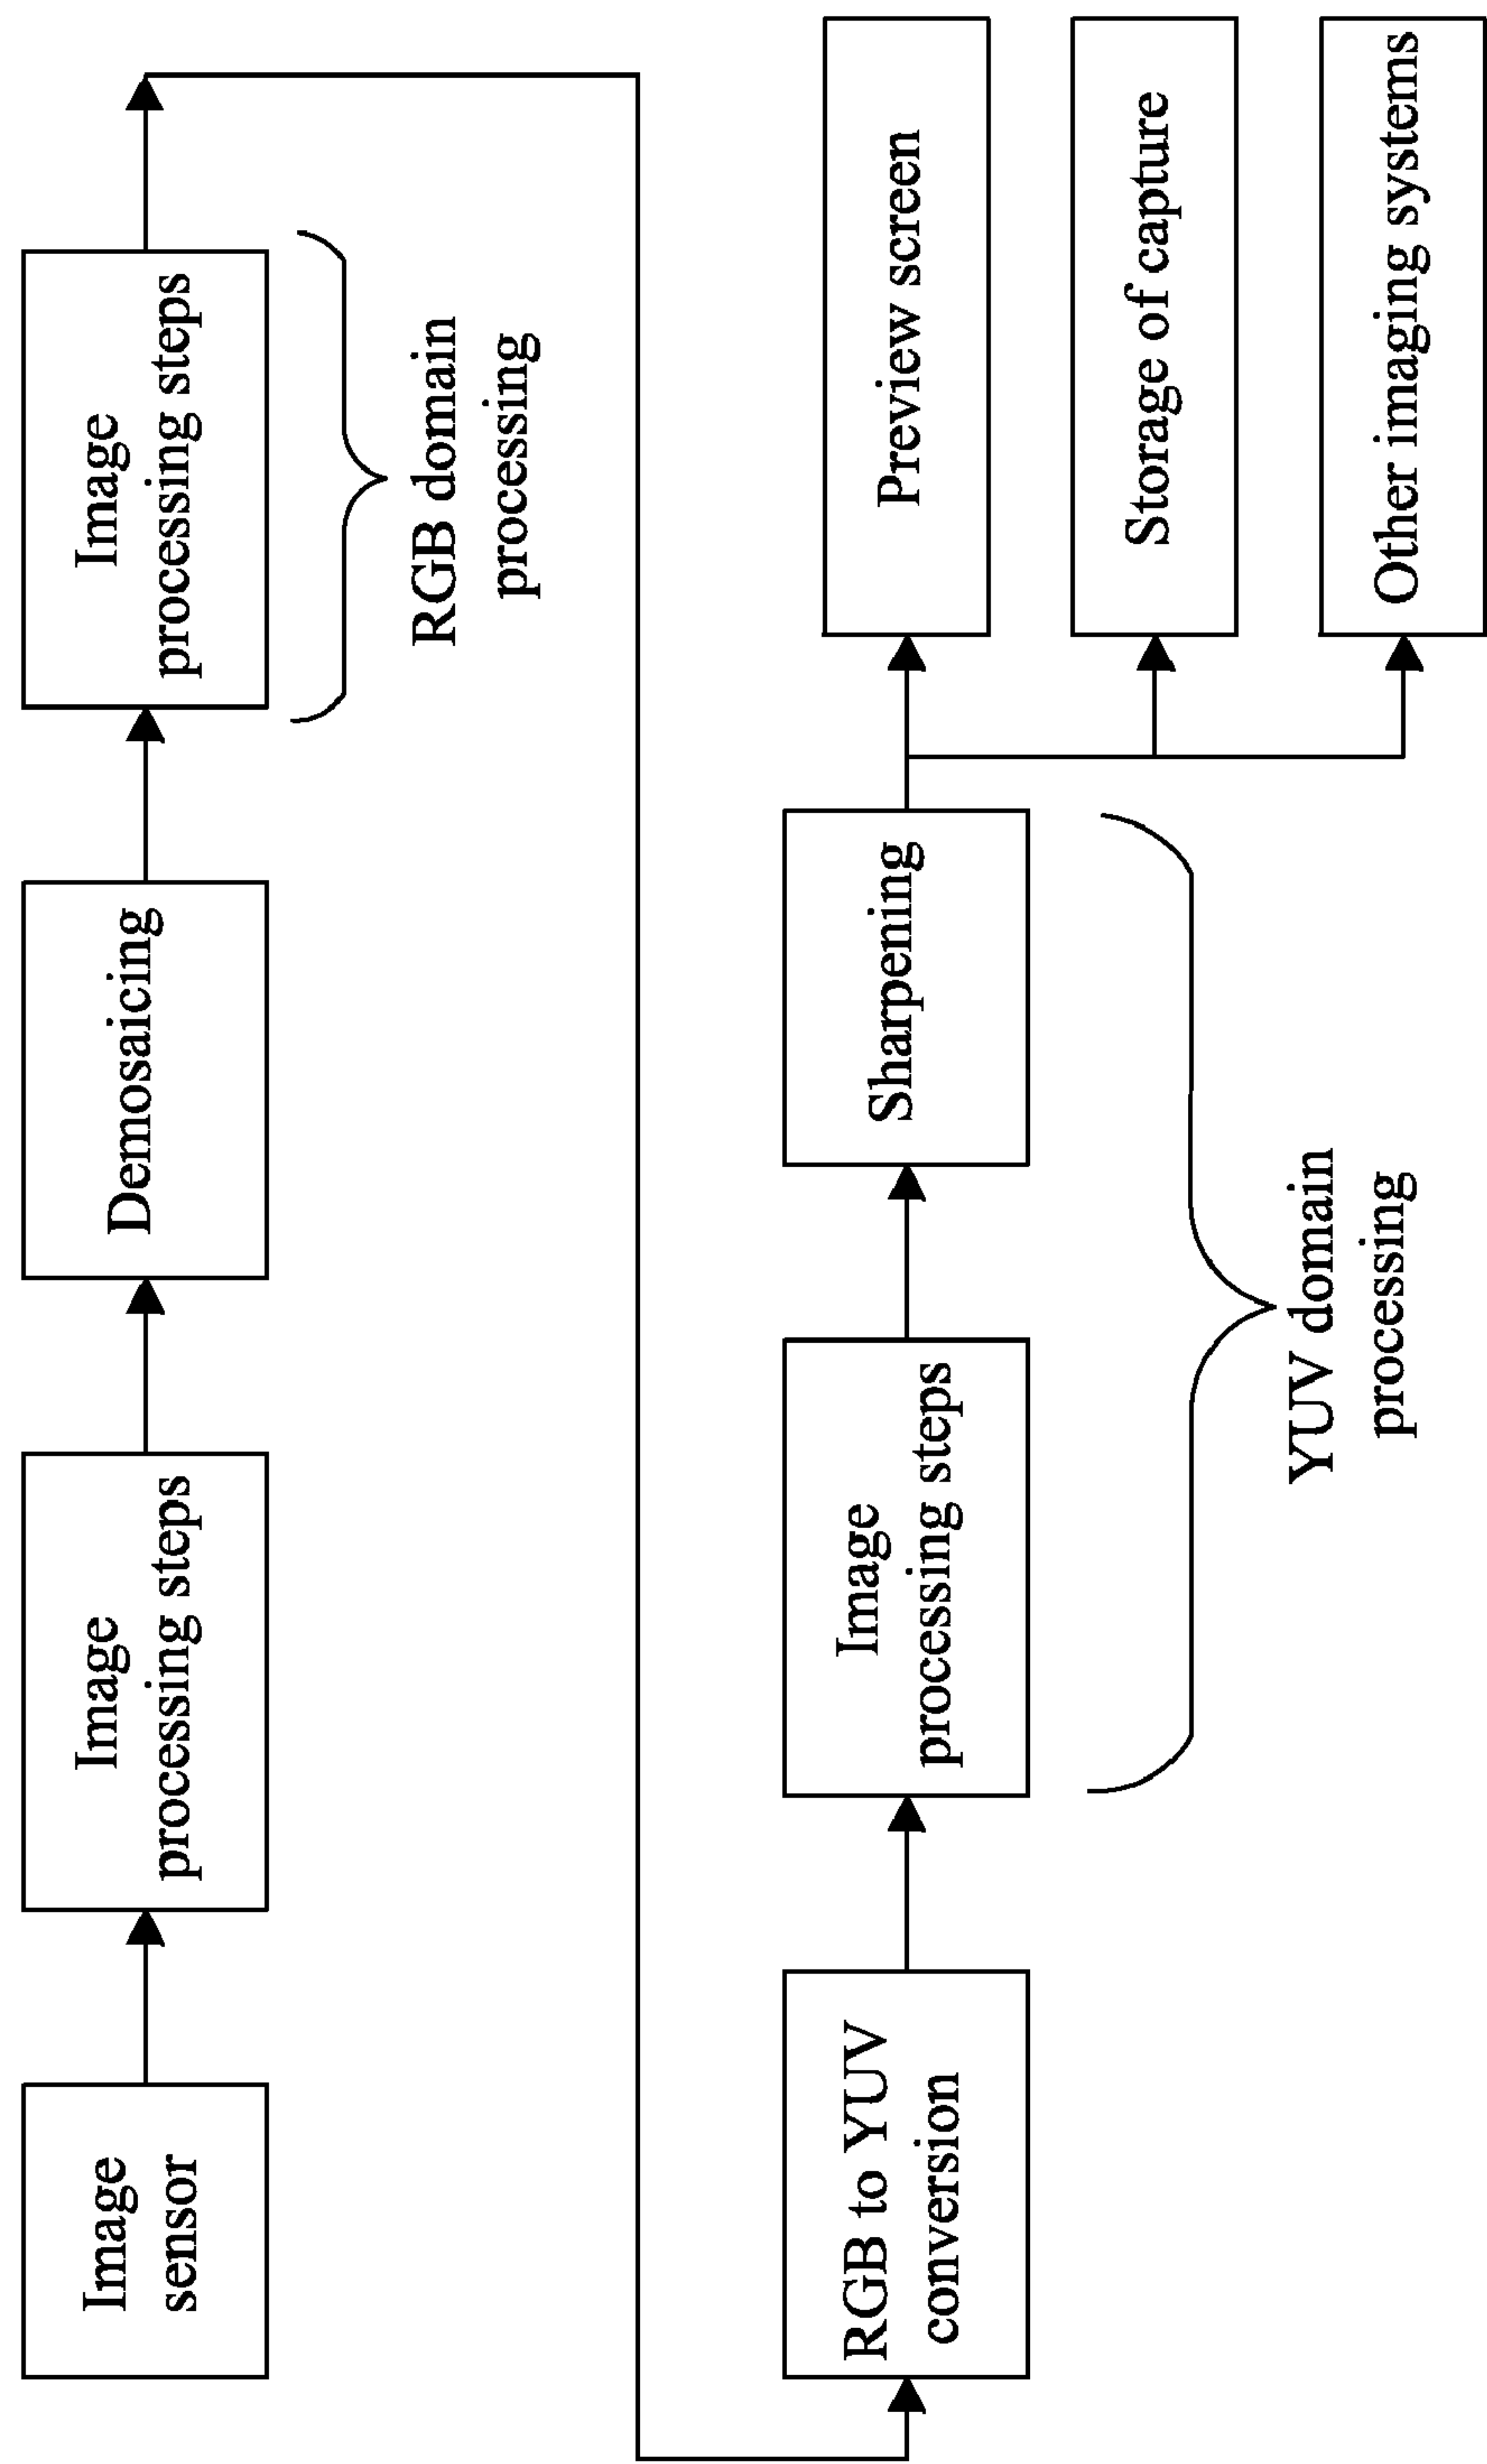 Image
sensor
Image
processing steps
Demosaicing
Image
processing steps
RGB domain
processing
RGB to YUV
conversion
Image
processing steps
Sharpening
YUV domain
processing
Preview screen
Storage of capture
Other imaging systems